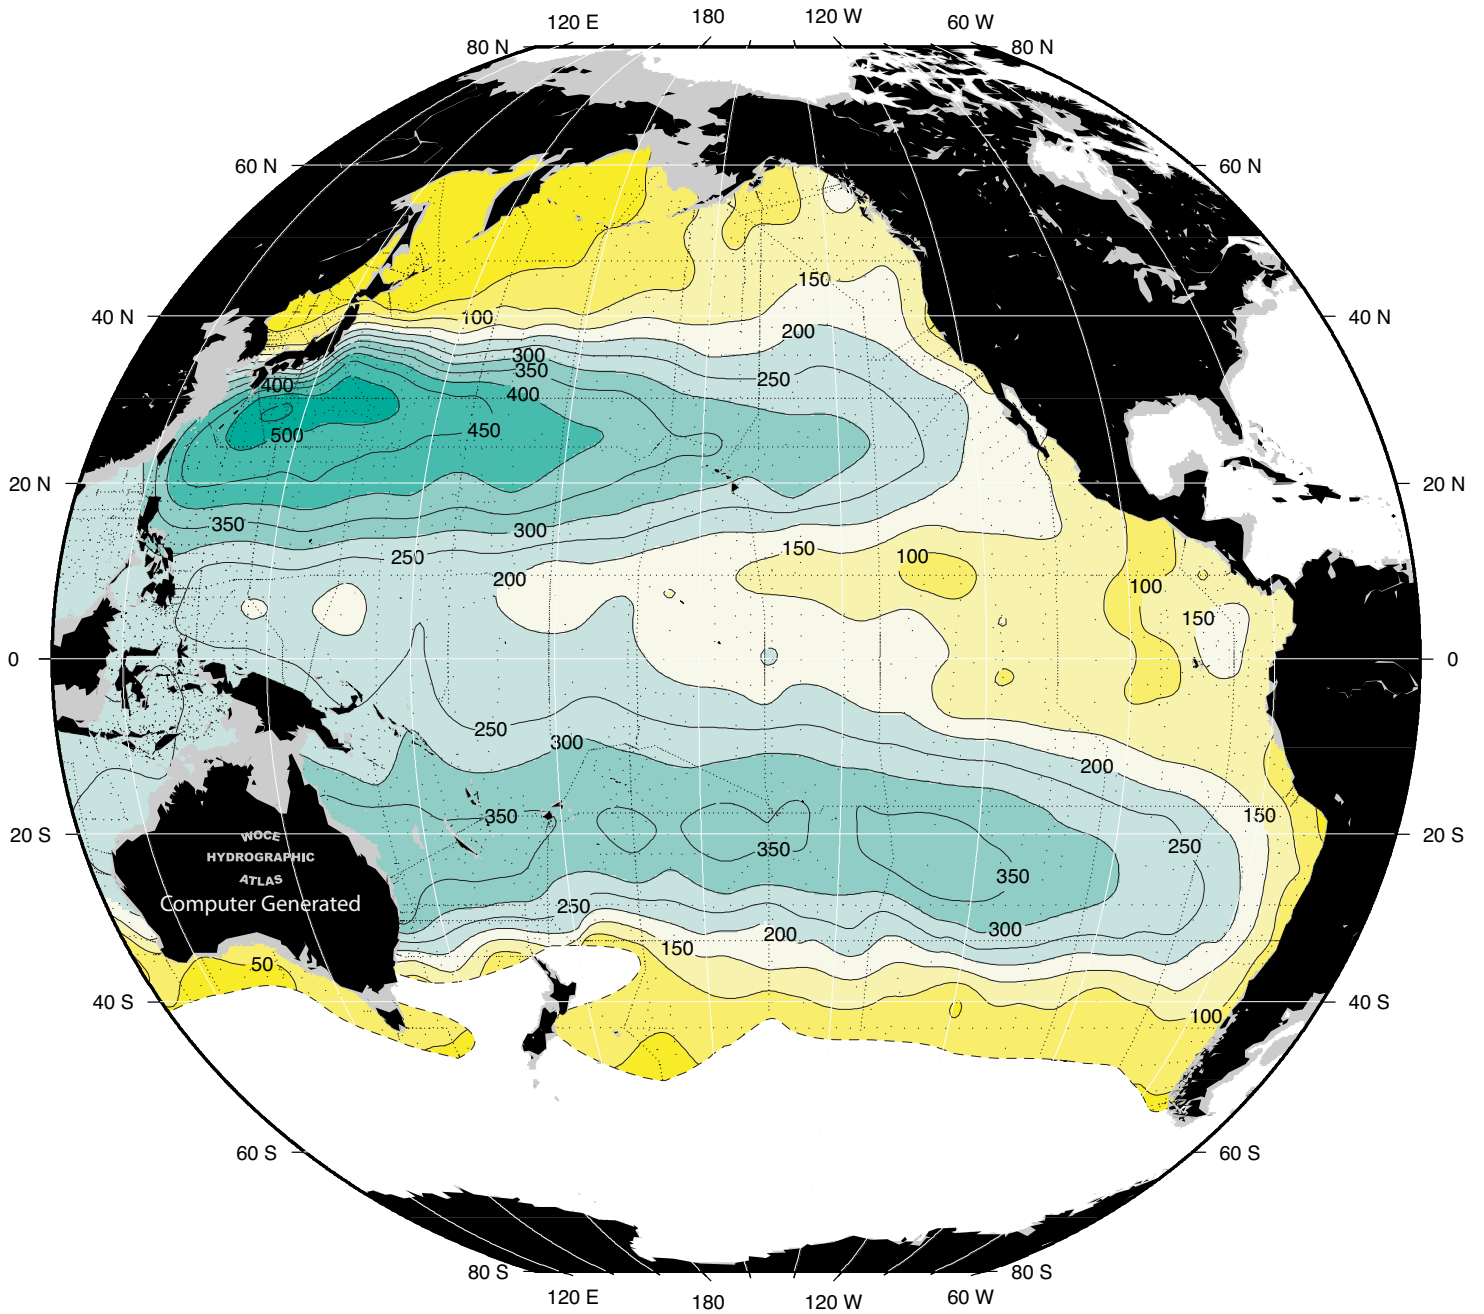 120 E 180 120 W 60 W
80 N 80 N
60 N 60 N
150
40 N 100 40 N
200
300
350 250
400 400
500 450
20 N 20 N
350 300
250 150 100
200 100
150
0 0
250 300
200
350 150
20 S 20 S
WOCE
HYDROGRAPHIC 350 250
ATLAS
Computer Generated 350
250
200 300
150
50
40 S 40 S
100
60 S 60 S
80 S 80 S
120 E 180 120 W 60 W